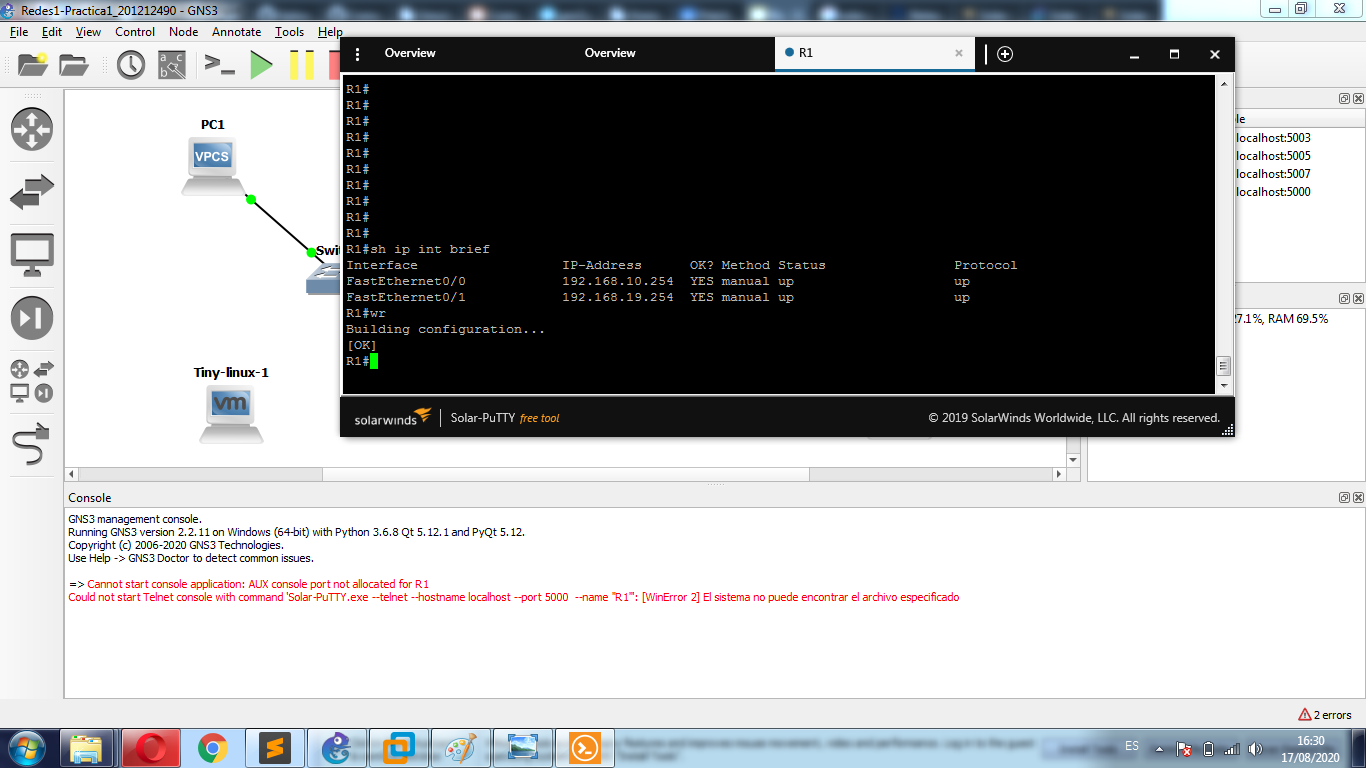 Redes1-Practica1_201212490 - GNS3
File Edit View Control Node Annotate Tools Help
Overview
Overview
R1
PC1
VPCS
Swit
Tiny-linux-1
vm
R1#
R1#
R1#
R1#
R1#
R1#
R1#
R1#
R1#
R1#
R1#sh ip int brief
Interface IP-Address OK? Method Status Protocol
FastEthernet0/0 192.168.10.254 YES manual up up
FastEthernet0/1 192.168.19.254 YES manual up up
R1#wr
Building configuration...
[OK]
R1#
solarwinds Solar-PuTTY free tool
© 2019 SolarWinds Worldwide, LLC. All rights reserved.
le
localhost:5003
localhost:5005
localhost:5007
localhost:5000
27.1%, RAM 69.5%
Console
GNS3 management console.
Running GNS3 version 2.2.11 on Windows (64-bit) with Python 3.6.8 Qt 5.12.1 and PyQt 5.12.
Copyright (c) 2006-2020 GNS3 Technologies.
Use Help -> GNS3 Doctor to detect common issues.
=> Cannot start console application: AUX console port not allocated for R1
Could not start Telnet console with command 'Solar-PuTTY.exe --telnet --hostname localhost --port 5000 --name "R1"': [WinError 2] El sistema no puede encontrar el archivo especificado
2 errors
ES
16:30
17/08/2020